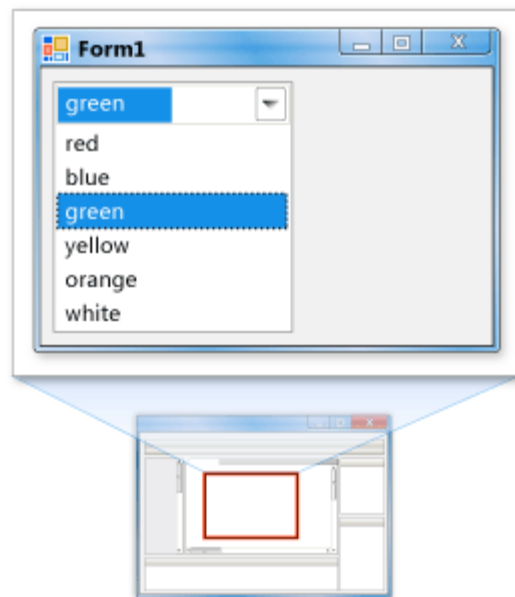 Form1
green
red
blue
green
yellow
orange
white